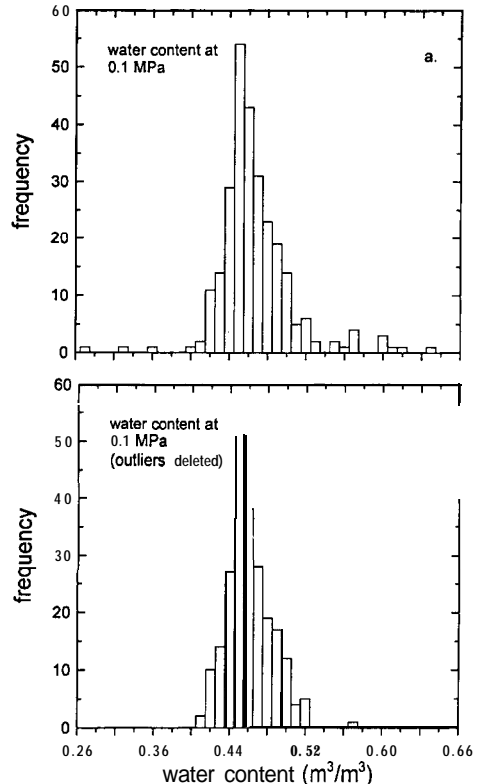 60
water content at
0.1 MPa
a.
50
40
frequency
30
20
10
0
60
water content at
0.1 MPa
(outliers deleted)
50
40
frequency
30
20
10
0
0.26 0.36 0.44 0.52 0.60 0.66
water content (m³/m³)